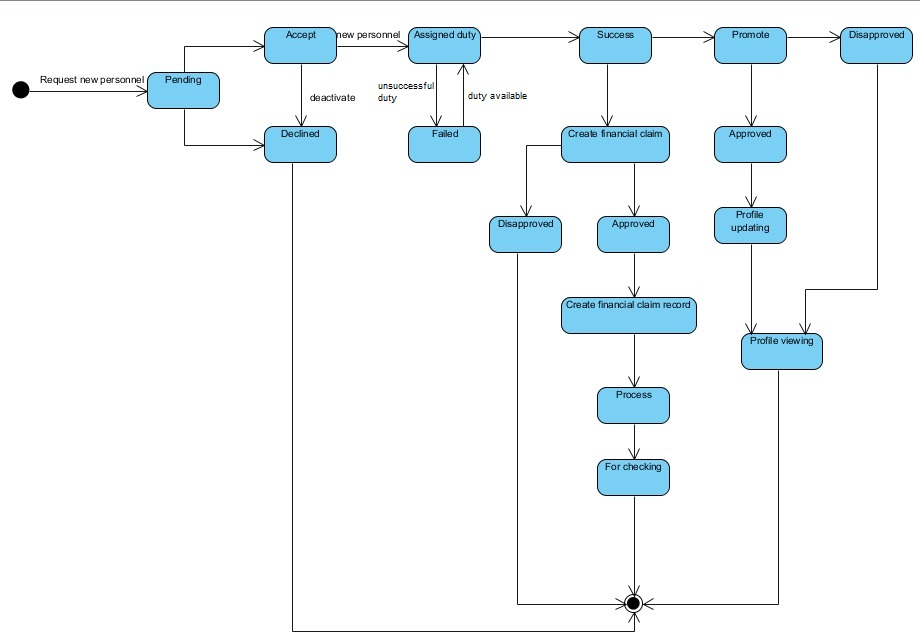 Accept
new personnel
Assigned duty
Success
Promote
Disapproved
Request new personnel
Pending
deactivate
unsuccessful
duty
duty available
Declined
Failed
Create financial claim
Approved
Disapproved
Approved
Profile
updating
Create financial claim record
Profile viewing
Process
For checking